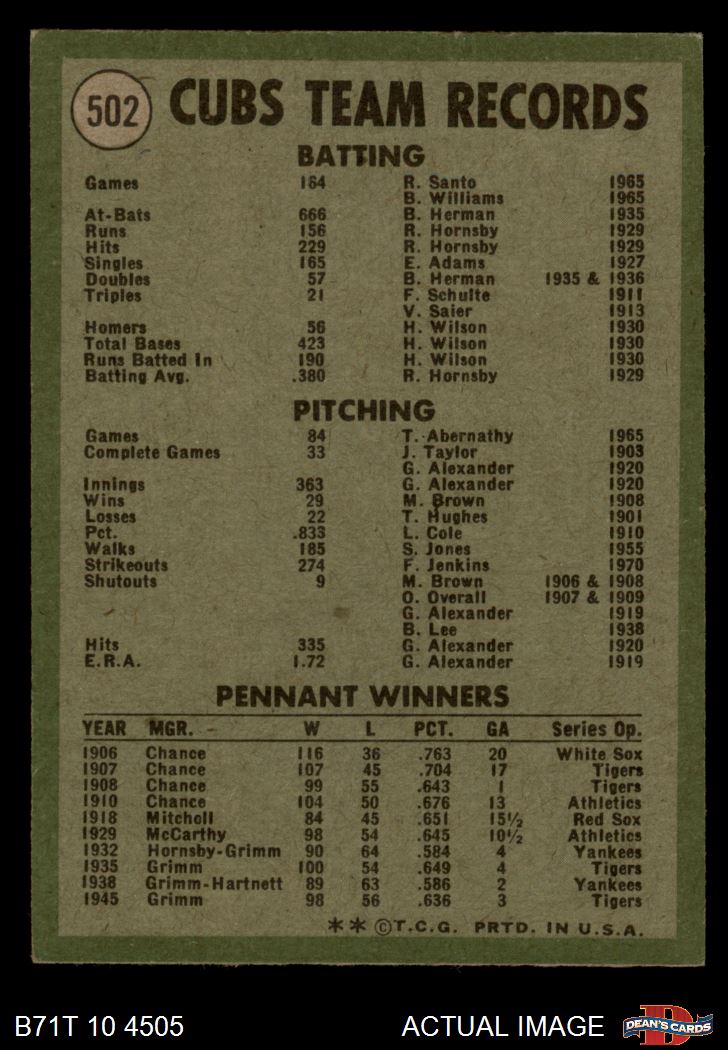 502 CUBS TEAM RECORDS
BATTING
Games 164 R. Santo 1965
B. Williams 1965
At-Bats 666 B. Herman 1935
Runs 156 R. Hornsby 1929
Hits 229 R. Hornsby 1929
Singles 165 E. Adams 1927
Doubles 57 B. Herman 1935 & 1936
Triples 21 F. Schulte 1911
V. Saier 1913
Homers 56 H. Wilson 1930
Total Bases 423 H. Wilson 1930
Runs Batted In 190 H. Wilson 1930
Batting Avg. .380 R. Hornsby 1929
PITCHING
Games 84 T. Abernathy 1965
Complete Games 33 J. Taylor 1903
G. Alexander 1920
Innings 363 G. Alexander 1920
Wins 29 M. Brown 1908
Losses 22 T. Hughes 1901
Pct. .833 L. Cole 1910
Walks 185 S. Jones 1955
Strikeouts 274 F. Jenkins 1970
Shutouts 9 M. Brown 1906 & 1908
O. Overall 1907 & 1909
G. Alexander 1919
B. Lee 1938
Hits 335 G. Alexander 1920
E.R.A. 1.72 G. Alexander 1919
PENNANT WINNERS
YEAR MGR. W L PCT. GA Series Op.
1906 Chance 116 36 .763 20 White Sox
1907 Chance 107 45 .704 17 Tigers
1908 Chance 99 55 .643 1 Tigers
1910 Chance 104 50 .676 13 Athletics
1918 Mitchell 84 45 .651 15½ Red Sox
1929 McCarthy 98 54 .645 10½ Athletics
1932 Hornsby-Grimm 90 64 .584 4 Yankees
1935 Grimm 100 54 .649 4 Tigers
1938 Grimm-Hartnett 89 63 .586 2 Yankees
1945 Grimm 98 56 .636 3 Tigers
** ©T.C.G. PRTD. IN U.S.A.
B71T 10 4505 ACTUAL IMAGE D DEAN'S CARDS